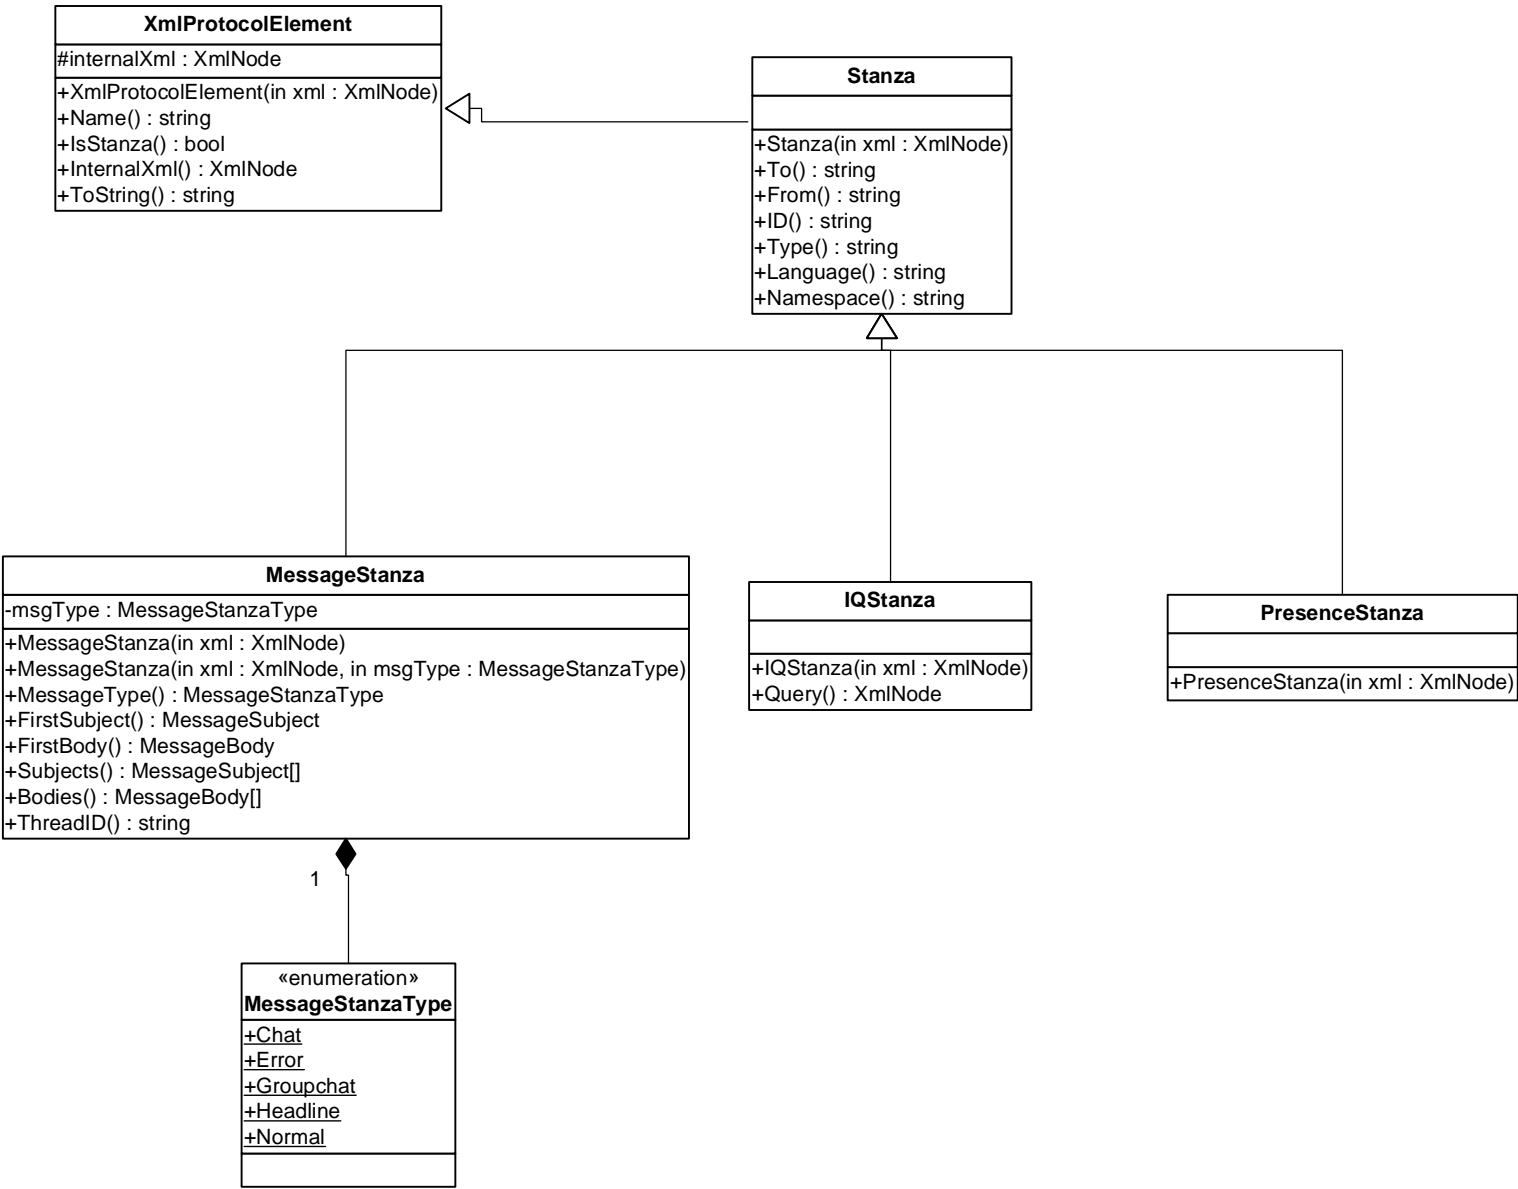 XmlProtocolElement
#internalXml : XmlNode
+XmlProtocolElement(in xml : XmlNode)
+Name() : string
+IsStanza() : bool
+InternalXml() : XmlNode
+ToString() : string
Stanza
+Stanza(in xml : XmlNode)
+To() : string
+From() : string
+ID() : string
+Type() : string
+Language() : string
+Namespace() : string
MessageStanza
-msgType : MessageStanzaType
+MessageStanza(in xml : XmlNode)
+MessageStanza(in xml : XmlNode, in msgType : MessageStanzaType)
+MessageType() : MessageStanzaType
+FirstSubject() : MessageSubject
+FirstBody() : MessageBody
+Subjects() : MessageSubject[]
+Bodies() : MessageBody[]
+ThreadID() : string
IQStanza
+IQStanza(in xml : XmlNode)
+Query() : XmlNode
PresenceStanza
+PresenceStanza(in xml : XmlNode)
1
«enumeration»
MessageStanzaType
+Chat
+Error
+Groupchat
+Headline
+Normal